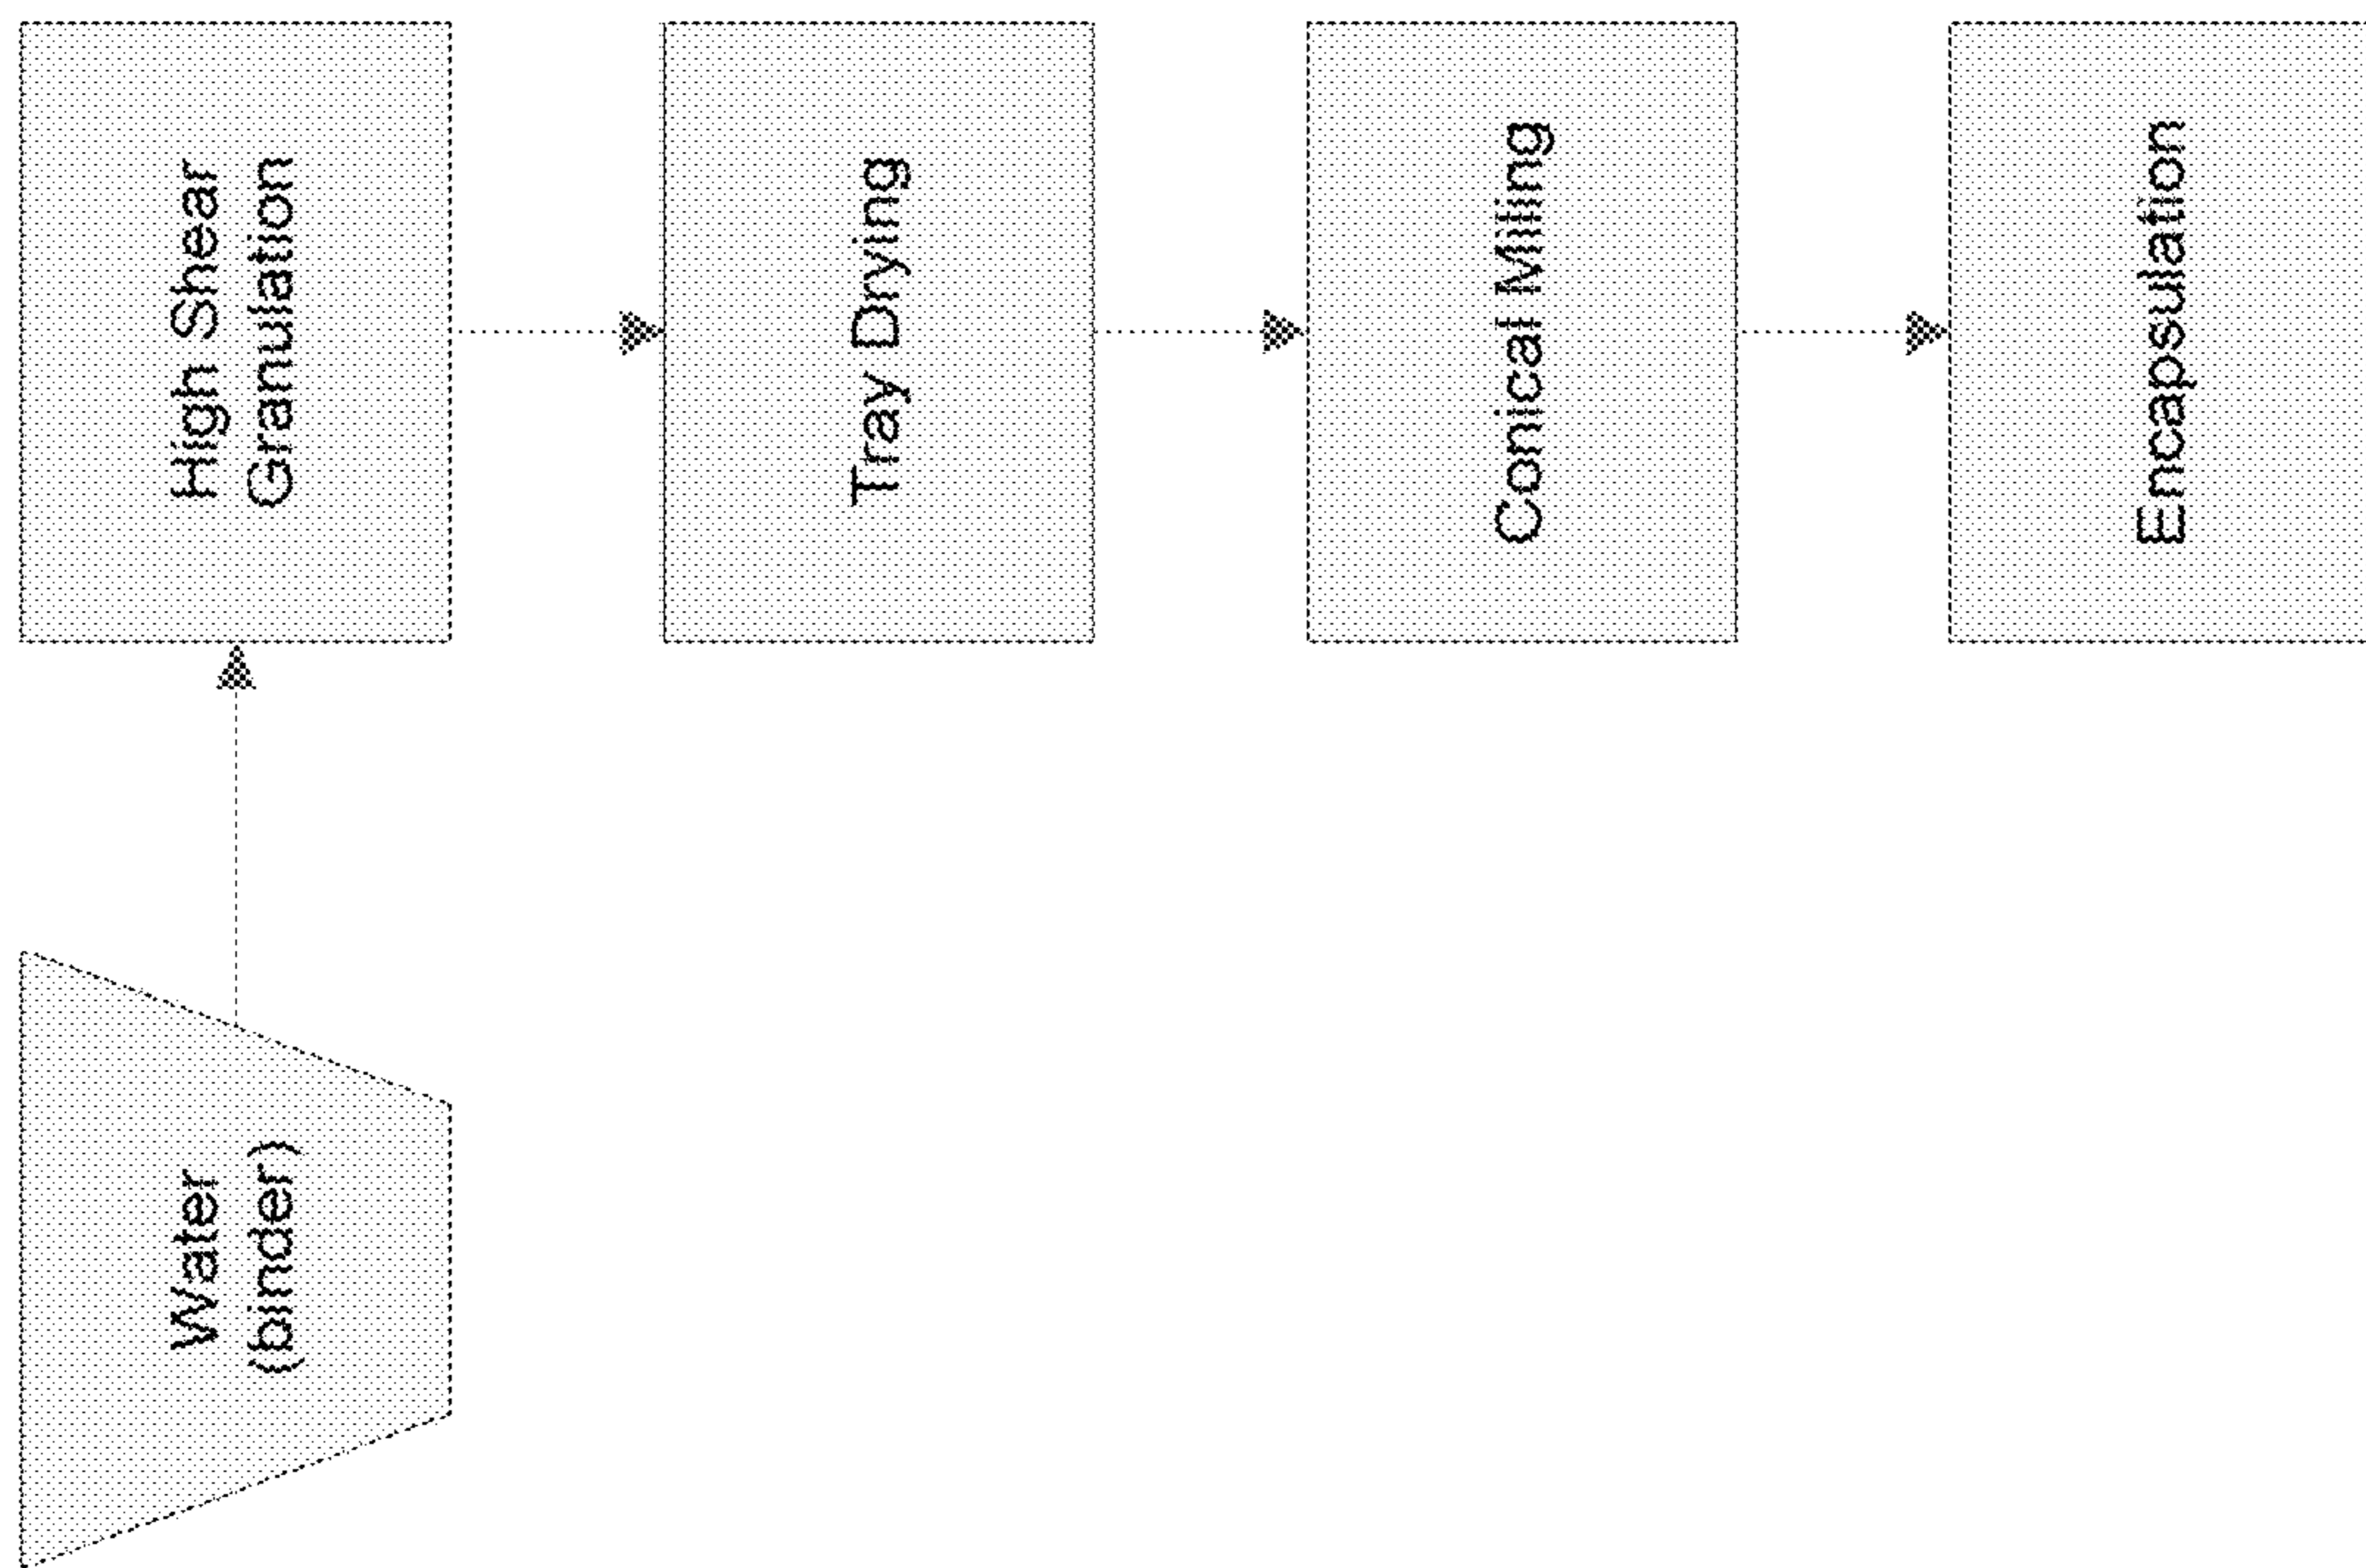 Water
(binder)
High Shear
Granulation
Tray Drying
Conical Milling
Encapsulation